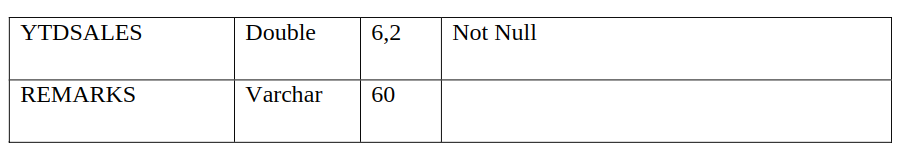 YTDSALES Double 6,2 Not Null
REMARKS Varchar 60